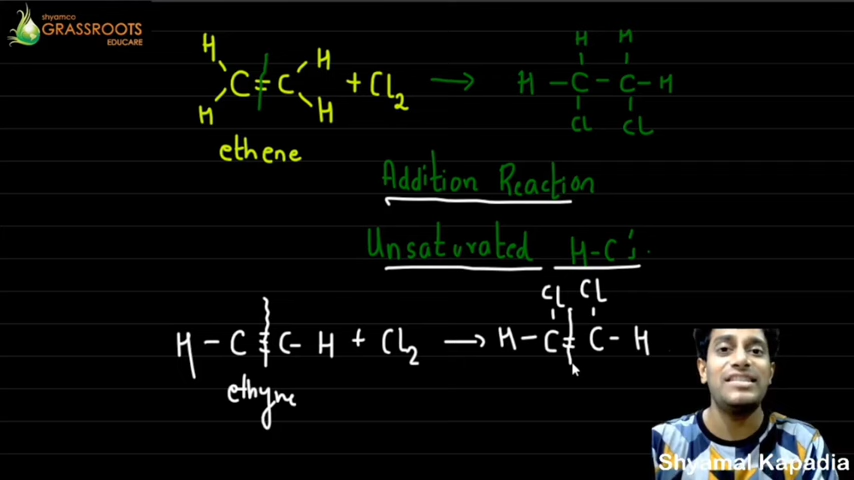 shyamco
GRASSROOTS
EDUCARE
H H H H
C = C + Cl2 → H - C - C - H
H H Cl Cl
ethene
Addition Reaction
Unsaturated H-C's.
Cl Cl
H - C ≡ C - H + Cl2 → H - C = C - H
ethyne
Shyamal Kapadia